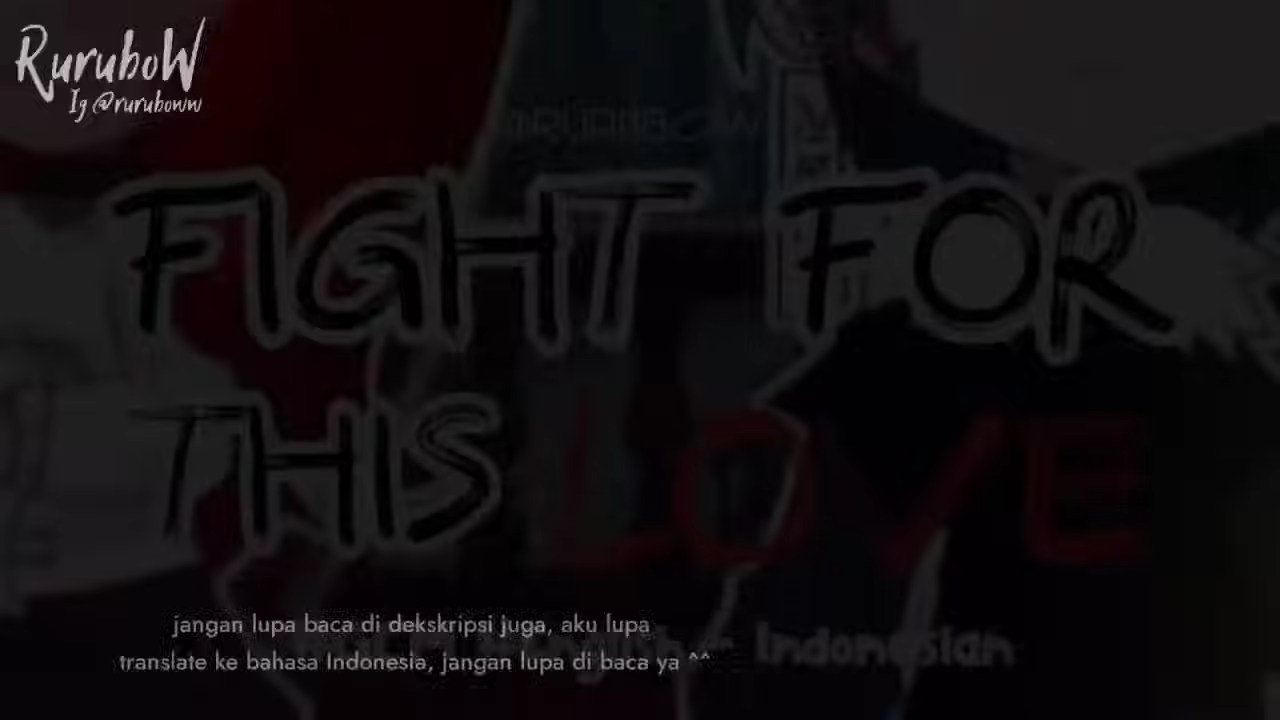 RuruboW
Ig @ruruboww
FIGHT FOR
THIS LOVE
jangan lupa baca di dekskripsi juga, aku lupa
translate ke bahasa Indonesia, jangan lupa di baca ya ^^
Indonesian